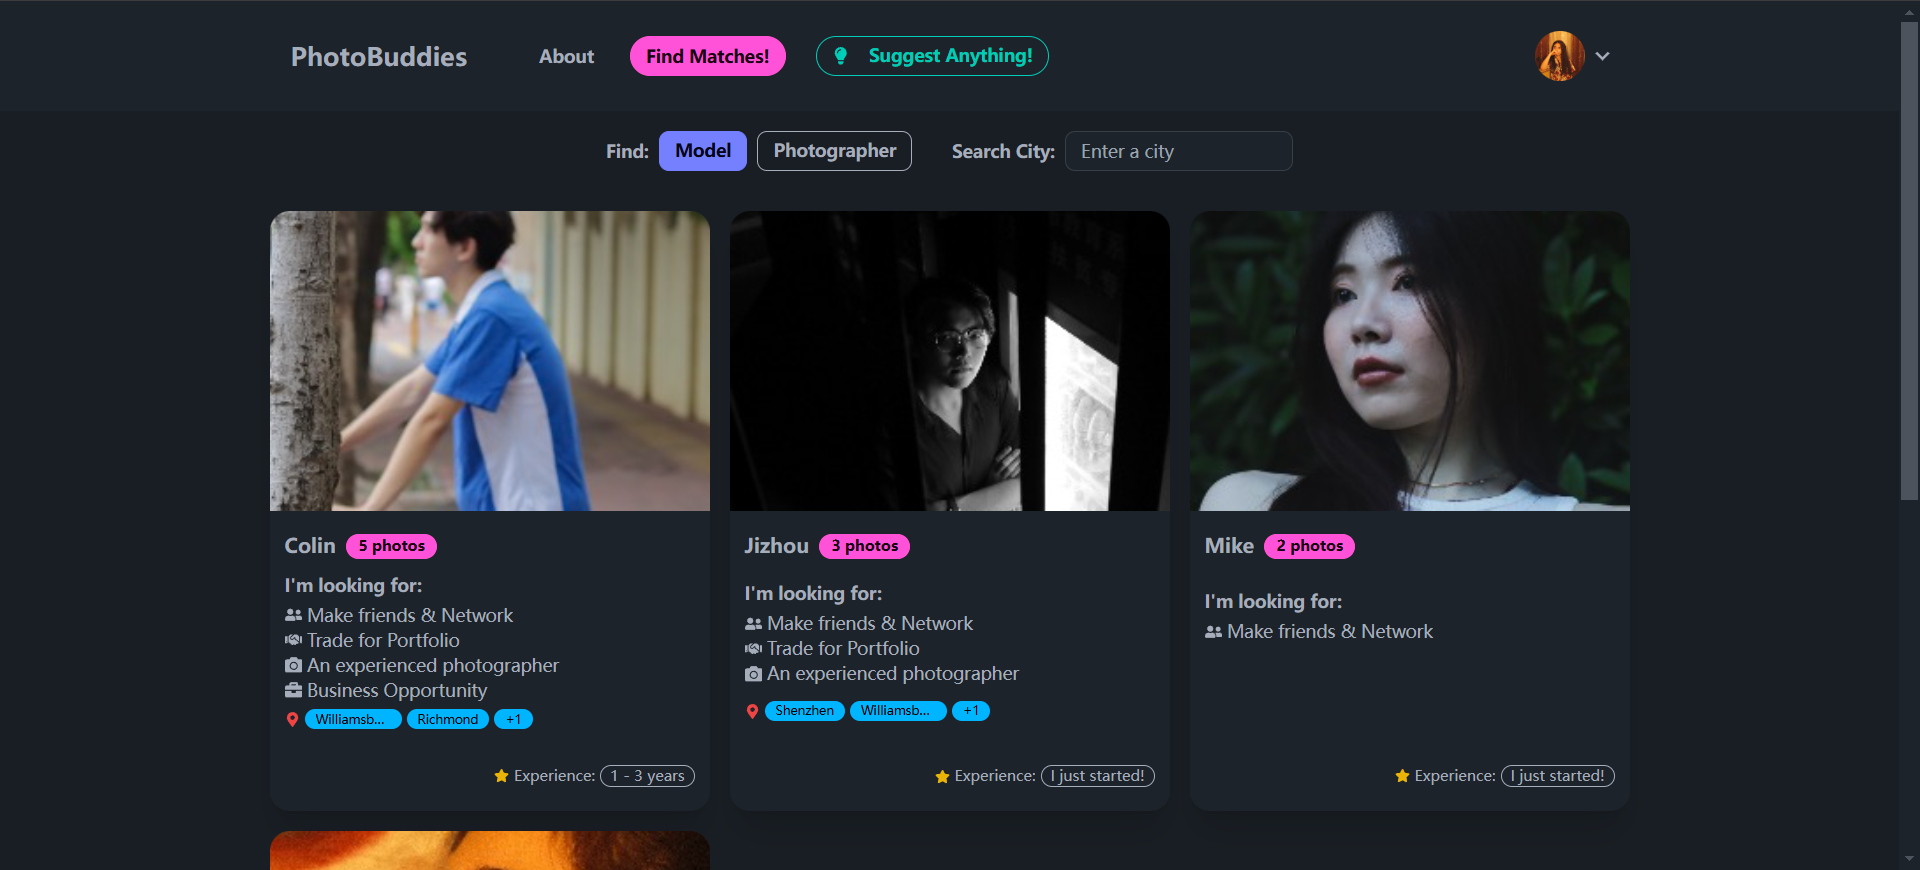 PhotoBuddies About Find Matches! Suggest Anything!
Find: Model Photographer Search City: Enter a city
Colin 5 photos
I'm looking for:
Make friends & Network
Trade for Portfolio
An experienced photographer
Business Opportunity
Williamsb... Richmond +1
Experience: 1 - 3 years
Jizhou 3 photos
I'm looking for:
Make friends & Network
Trade for Portfolio
An experienced photographer
Shenzhen Williamsb... +1
Experience: I just started!
Mike 2 photos
I'm looking for:
Make friends & Network
Experience: I just started!